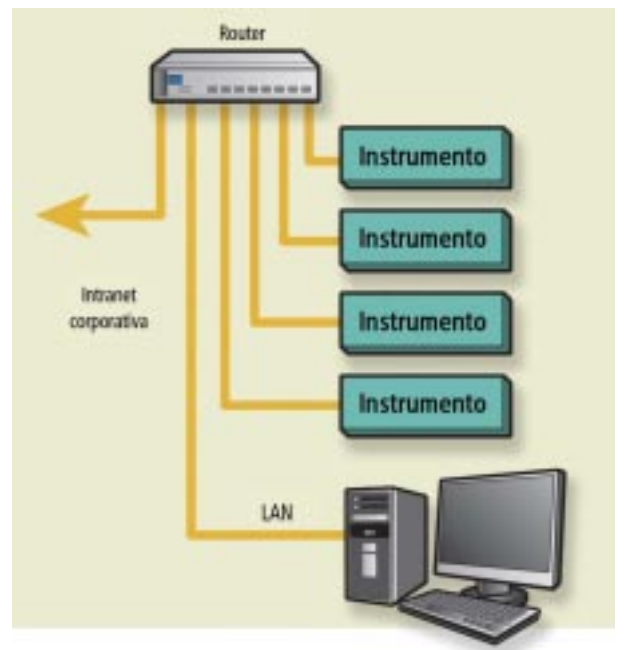 Router
Instrumento
Instrumento
Intranet
corporativa
Instrumento
Instrumento
LAN